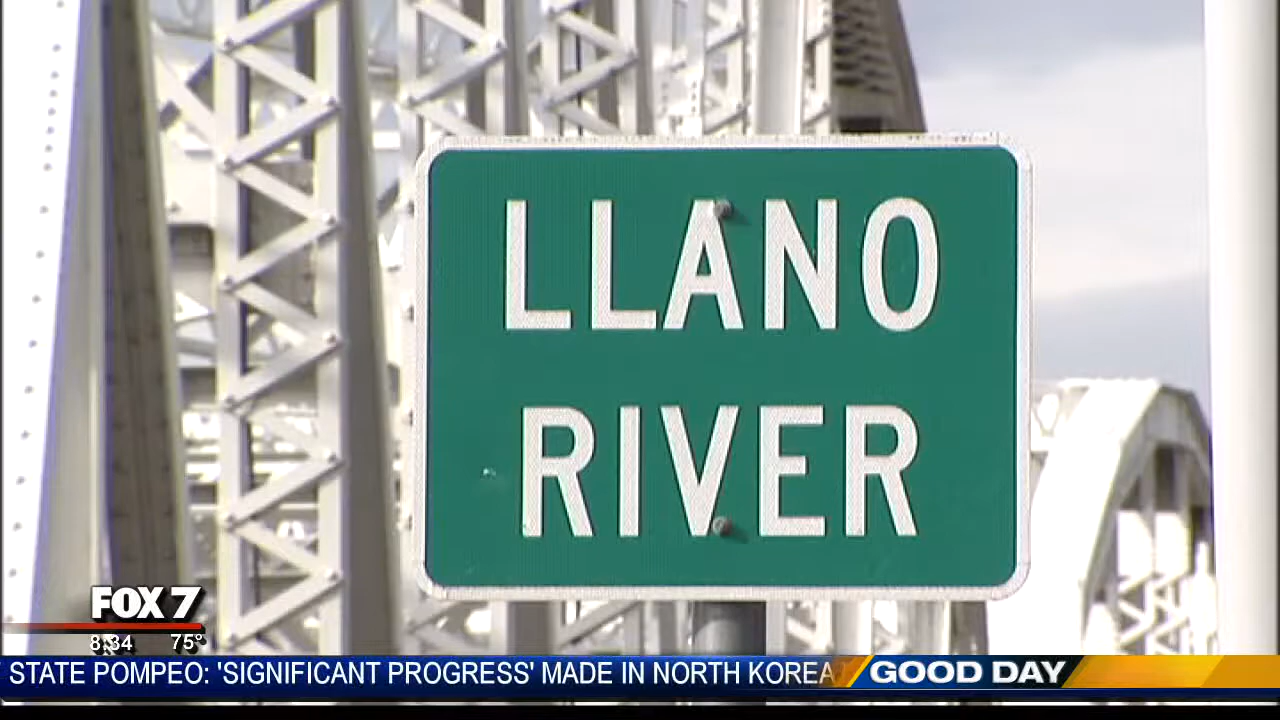 LLANO
RIVER
FOX 7
8:34 75°
STATE POMPEO: 'SIGNIFICANT PROGRESS' MADE IN NORTH KOREA
GOOD DAY